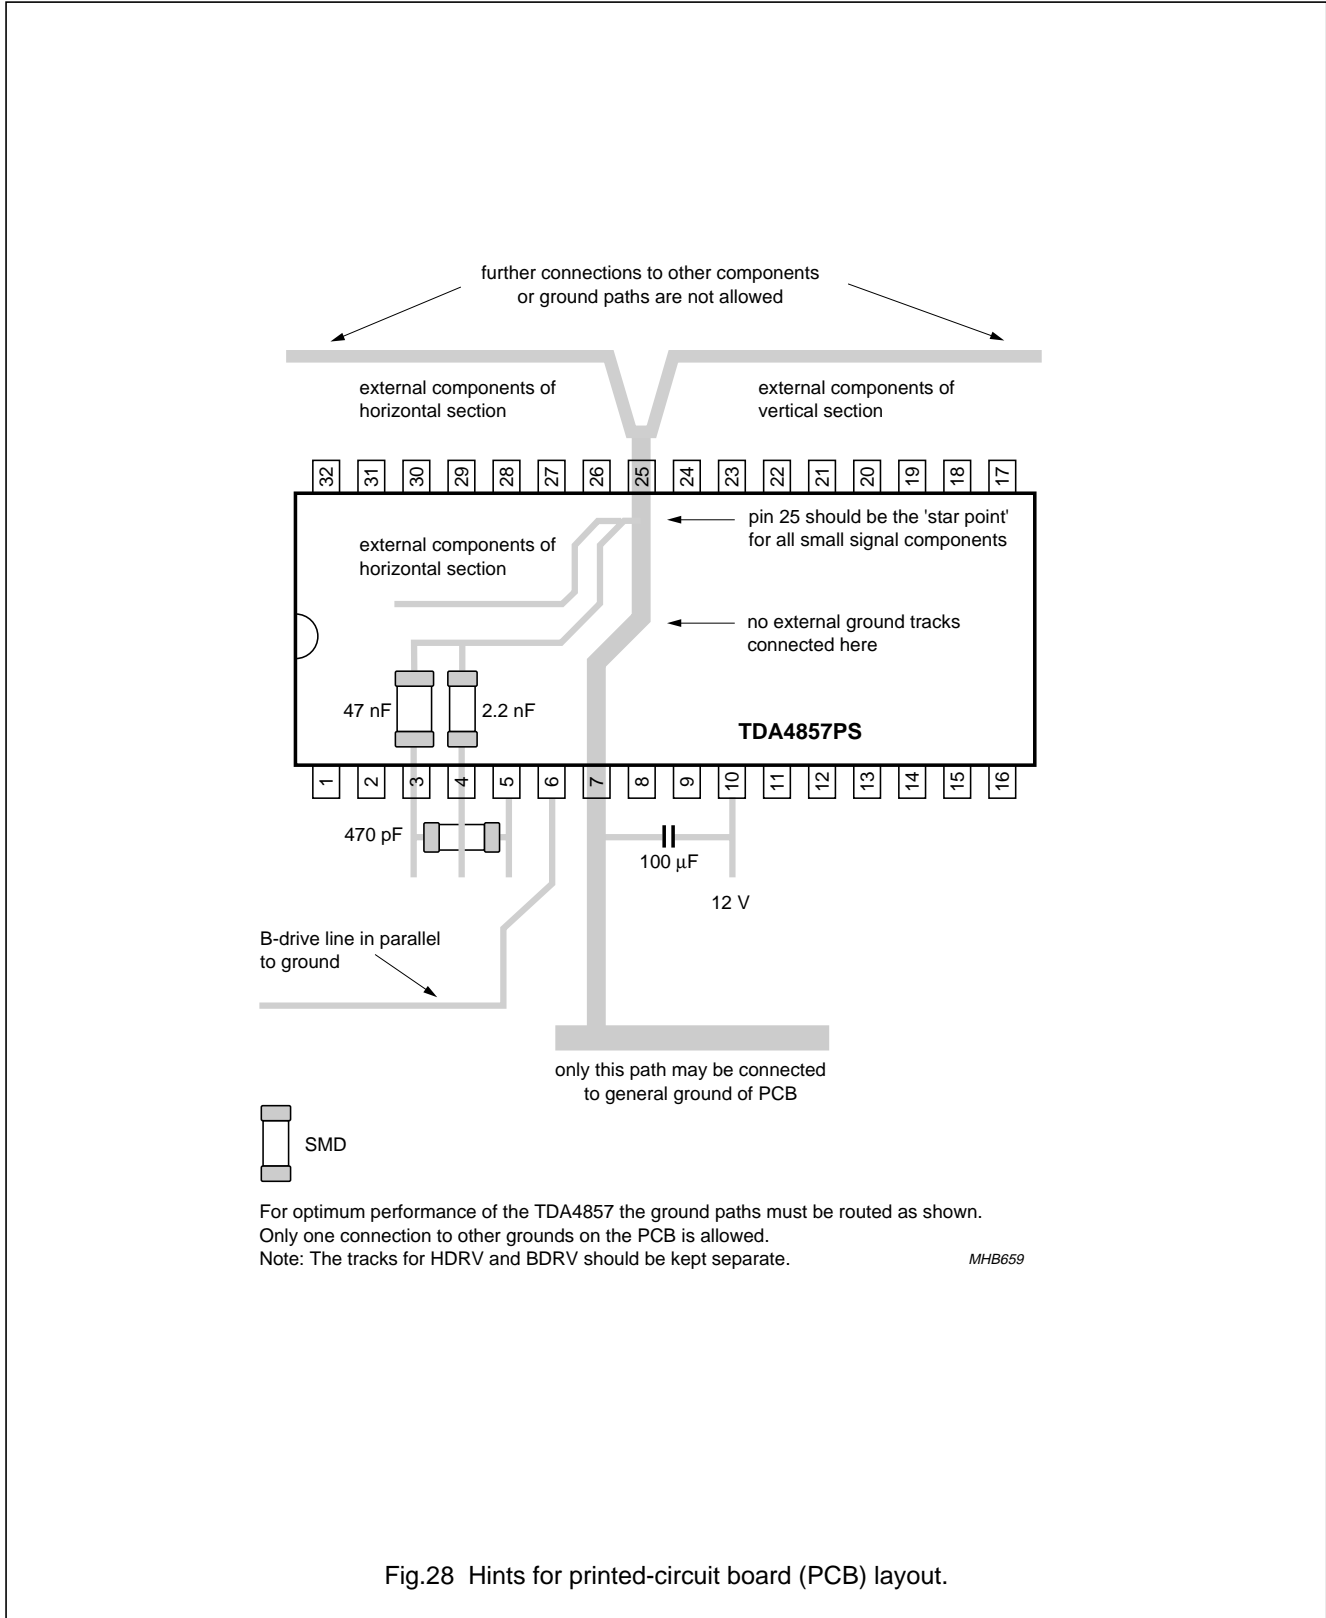 further connections to other components
or ground paths are not allowed
external components of
horizontal section
external components of
vertical section
32 31 30 29 28 27 26 25 24 23 22 21 20 19 18 17
pin 25 should be the 'star point'
for all small signal components
external components of
horizontal section
no external ground tracks
connected here
47 nF
2.2 nF
TDA4857PS
1 2 3 4 5 6 7 8 9 10 11 12 13 14 15 16
470 pF
100 μF
12 V
B-drive line in parallel
to ground
only this path may be connected
to general ground of PCB
SMD
For optimum performance of the TDA4857 the ground paths must be routed as shown.
Only one connection to other grounds on the PCB is allowed.
Note: The tracks for HDRV and BDRV should be kept separate.
MHB659
Fig.28 Hints for printed-circuit board (PCB) layout.